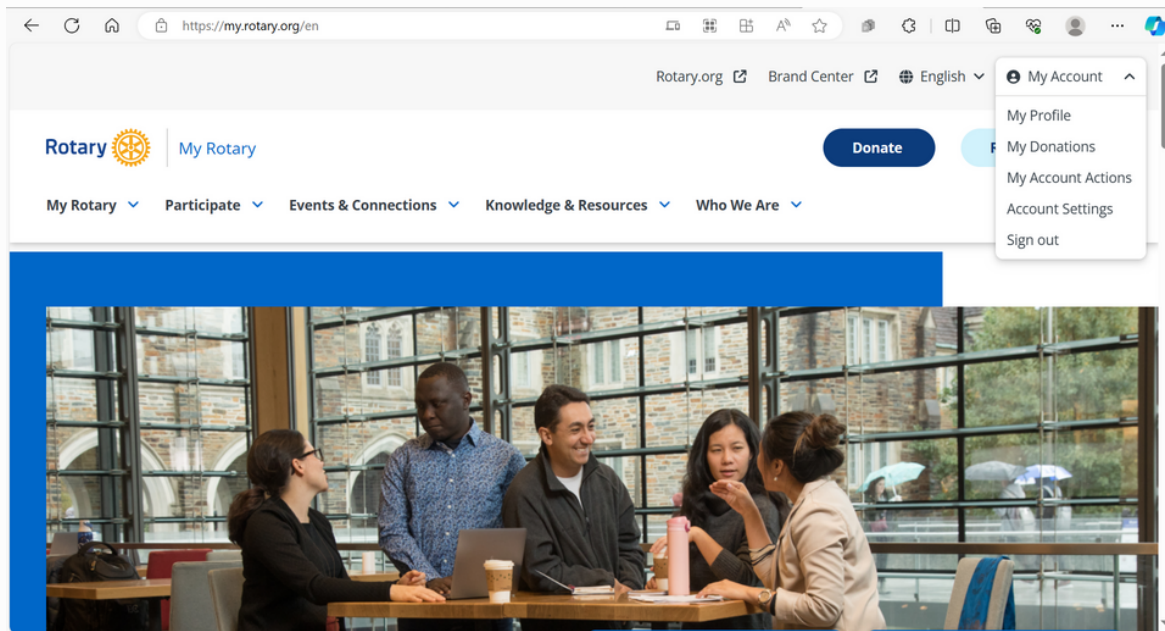 https://my.rotary.org/en
Rotary.org Brand Center English My Account
My Profile
My Donations
My Account Actions
Account Settings
Sign out
Rotary My Rotary
Donate
My Rotary Participate Events & Connections Knowledge & Resources Who We Are